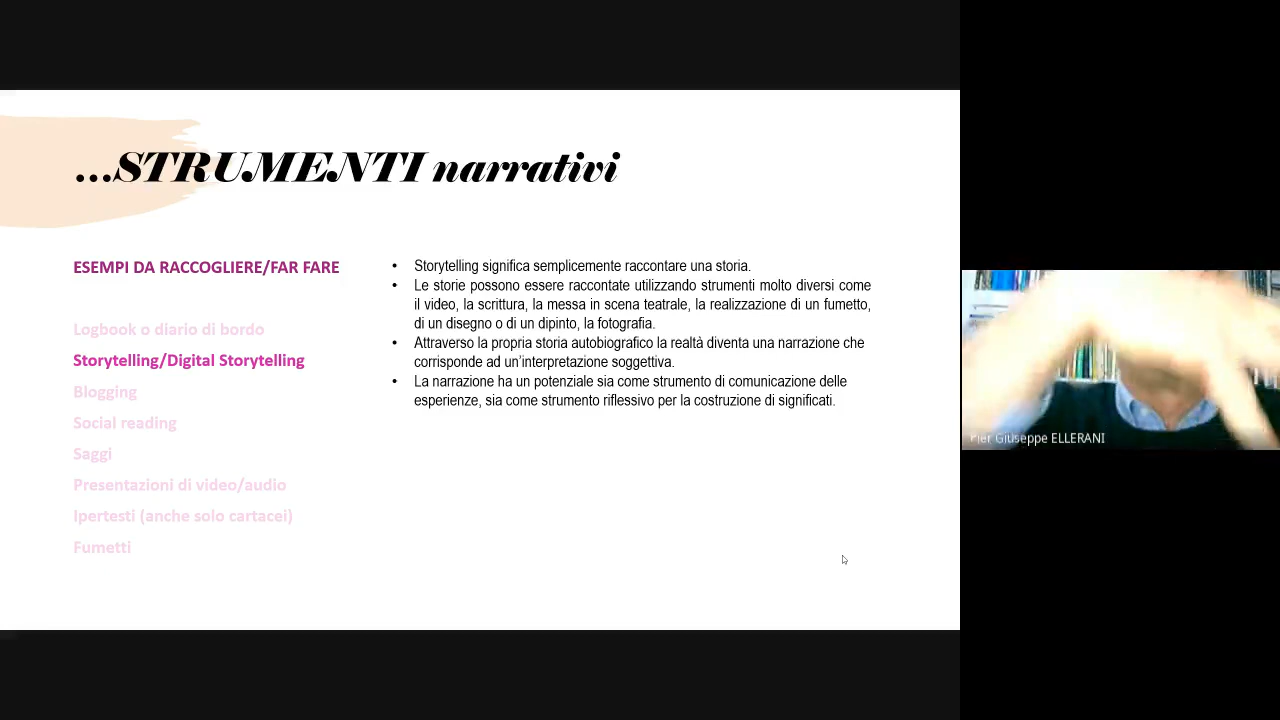 ...STRUMENTI narrativi
ESEMPI DA RACCOGLIERE/FAR FARE
Logbook o diario di bordo
Storytelling/Digital Storytelling
Blogging
Social reading
Saggi
Presentazioni di video/audio
Ipertesti (anche solo cartacei)
Fumetti
• Storytelling significa semplicemente raccontare una storia.
• Le storie possono essere raccontate utilizzando strumenti molto diversi come
il video, la scrittura, la messa in scena teatrale, la realizzazione di un fumetto,
di un disegno o di un dipinto, la fotografia.
• Attraverso la propria storia autobiografico la realtà diventa una narrazione che
corrisponde ad un’interpretazione soggettiva.
• La narrazione ha un potenziale sia come strumento di comunicazione delle
esperienze, sia come strumento riflessivo per la costruzione di significati.
Pier Giuseppe ELLERANI